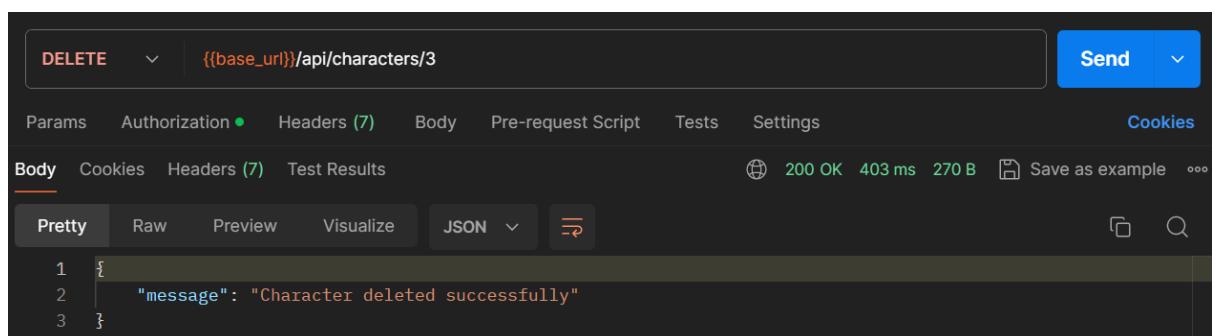 DELETE {{base_url}}/api/characters/3 Send
Params Authorization Headers (7) Body Pre-request Script Tests Settings Cookies
Body Cookies Headers (7) Test Results 200 OK 403 ms 270 B Save as example
Pretty Raw Preview Visualize JSON
1 {
2 "message": "Character deleted successfully"
3 }